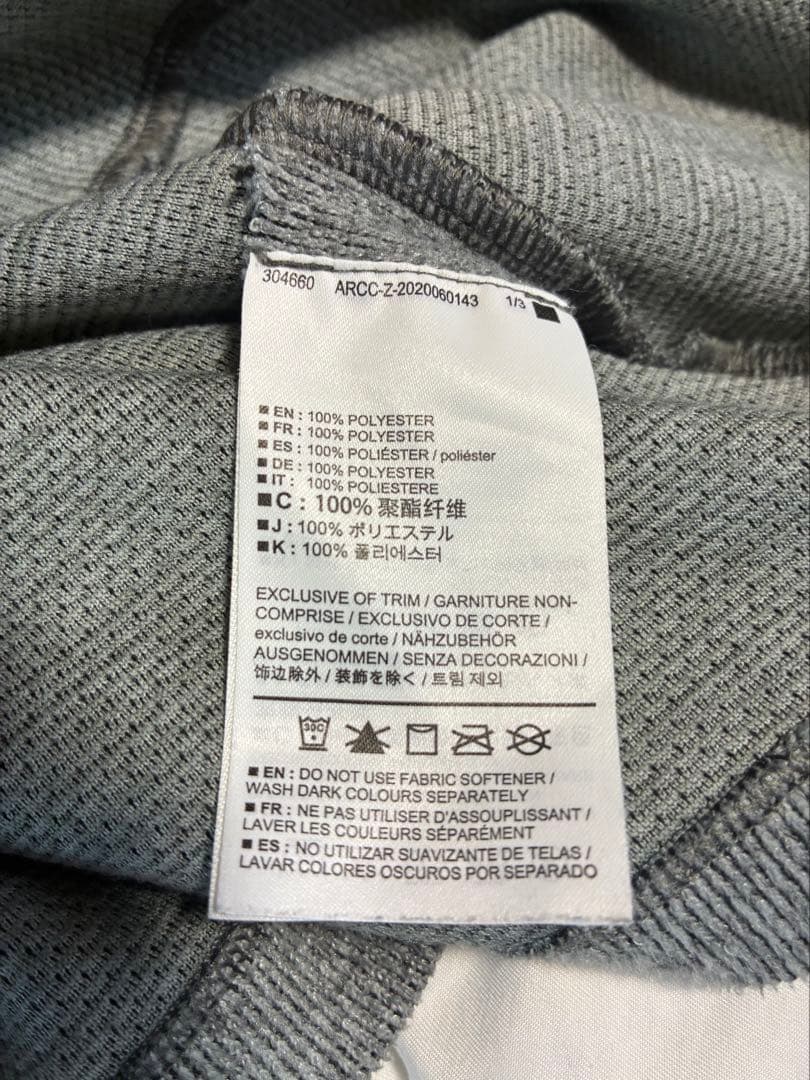 304660 ARCC-Z-2020060143 1/3
EN : 100% POLYESTER
FR : 100% POLYESTER
ES : 100% POLIÉSTER / poliéster
DE : 100% POLYESTER
IT : 100% POLIESTERE
C : 100% 聚酯纤维
J : 100% ポリエステル
K : 100% 폴리에스터
EXCLUSIVE OF TRIM / GARNITURE NON-
COMPRISE / EXCLUSIVO DE CORTE /
exclusivo de corte / NÄHZUBEHÖR
AUSGENOMMEN / SENZA DECORAZIONI /
饰边除外 / 装飾を除く / 트림 제외
30C
EN : DO NOT USE FABRIC SOFTENER /
WASH DARK COLOURS SEPARATELY
FR : NE PAS UTILISER D'ASSOUPLISSANT /
LAVER LES COULEURS SÉPARÉMENT
ES : NO UTILIZAR SUAVIZANTE DE TELAS /
LAVAR COLORES OSCUROS POR SEPARADO